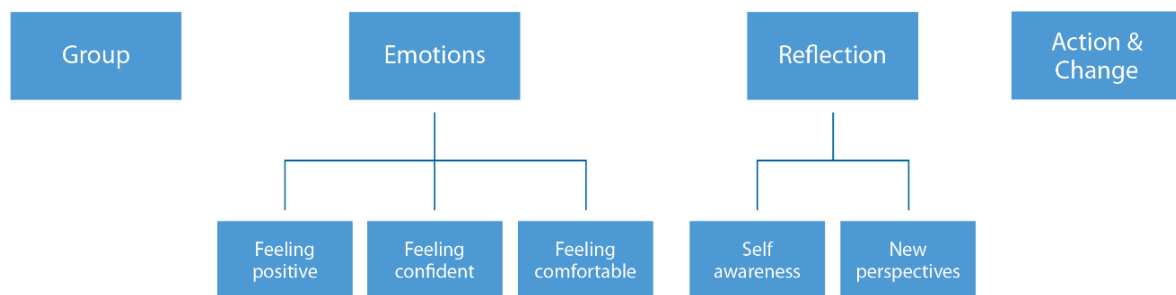 Group
Emotions
Reflection
Action &
Change
Feeling
positive
Feeling
confident
Feeling
comfortable
Self
awareness
New
perspectives